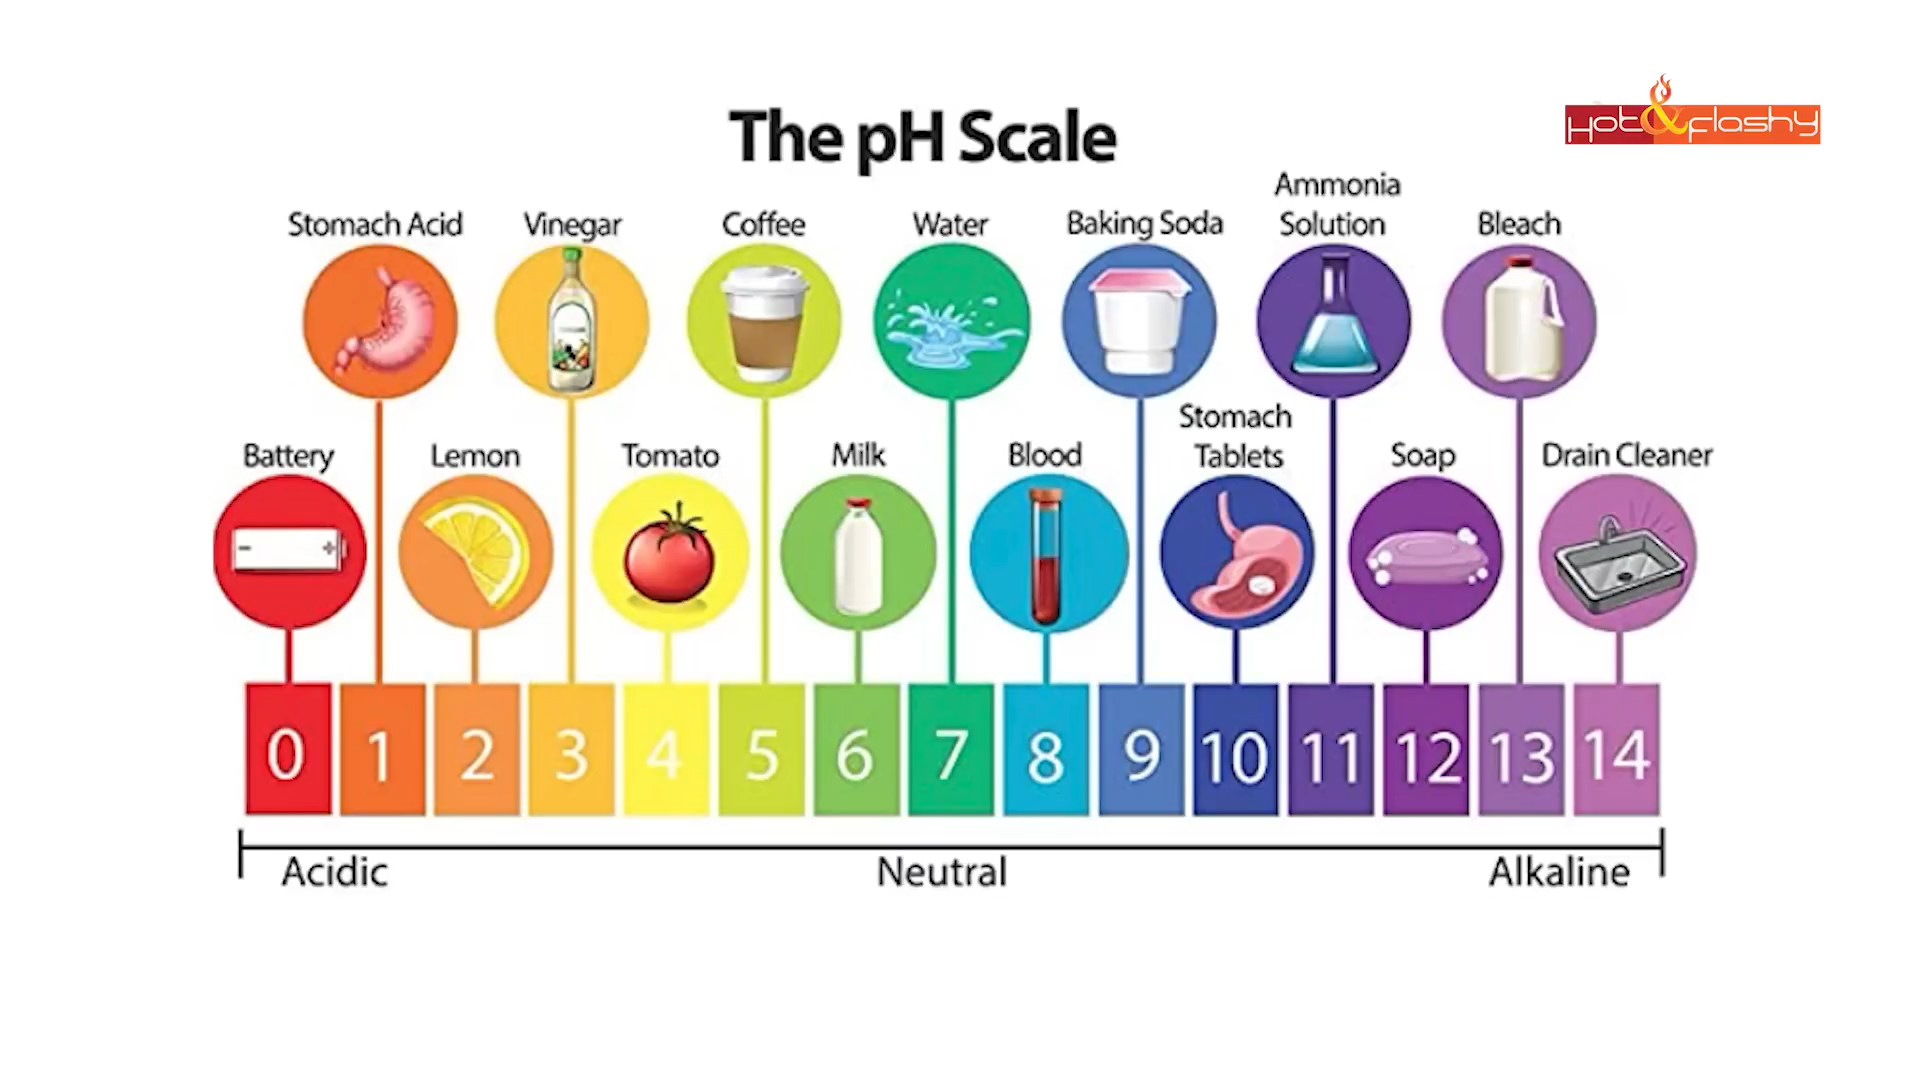 The pH Scale
Hot & flashy
Stomach Acid
Vinegar
Coffee
Water
Baking Soda
Ammonia
Solution
Bleach
Battery
Lemon
Tomato
Milk
Blood
Stomach
Tablets
Soap
Drain Cleaner
0 1 2 3 4 5 6 7 8 9 10 11 12 13 14
Acidic
Neutral
Alkaline